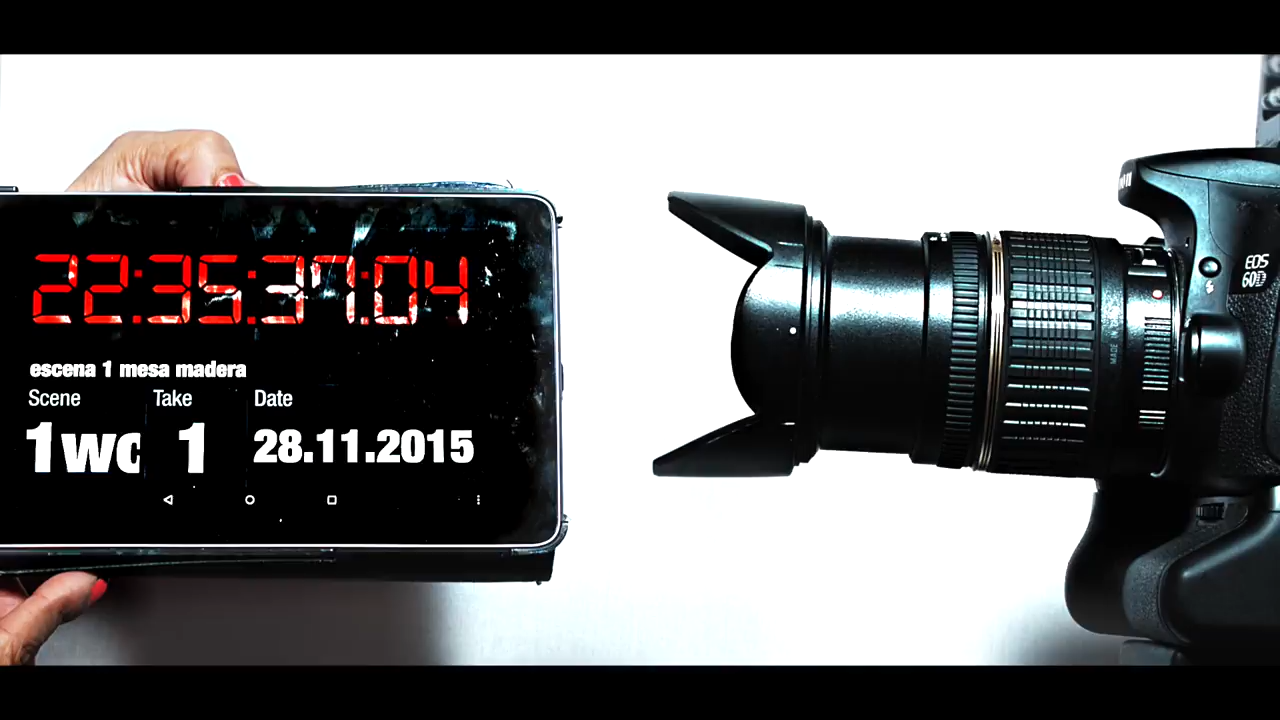 22:35:37:04
escena 1 mesa madera
Scene Take Date
1wc 1 28.11.2015
EOS
60D
MADE IN